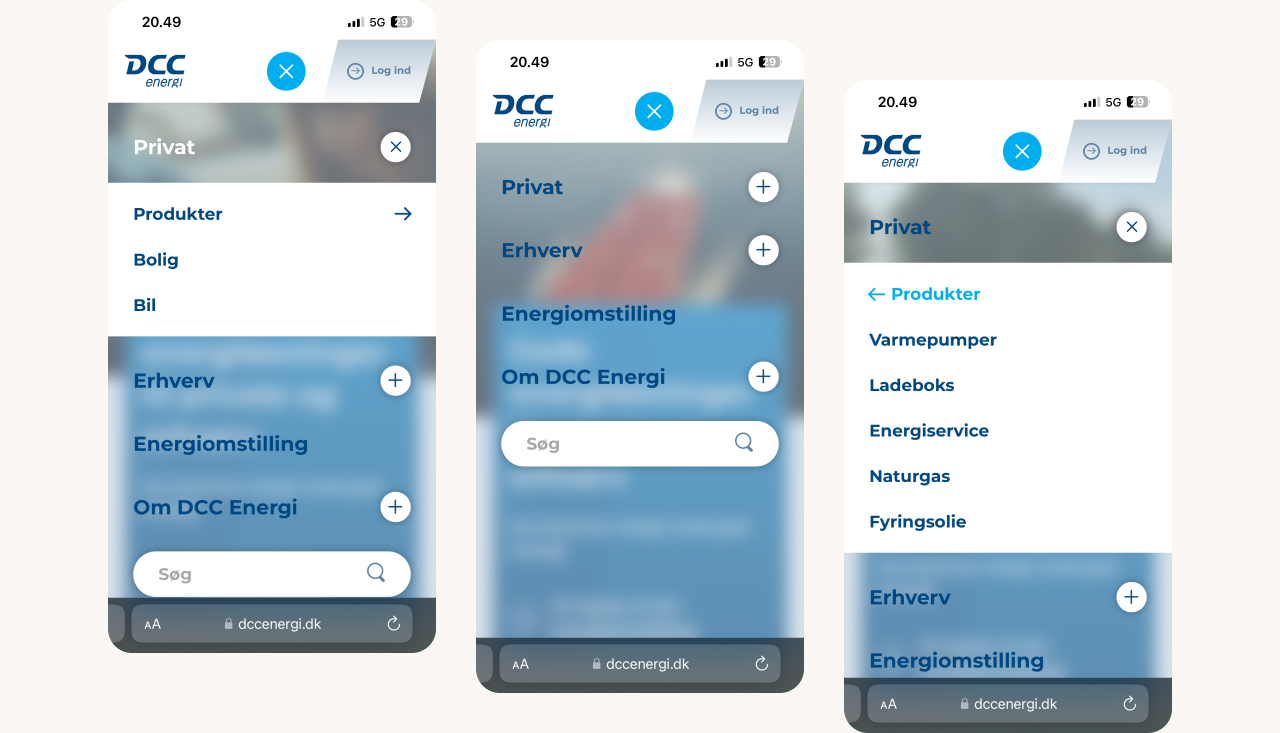 20.49
5G
29
DCC
energi
Log ind
Privat
Produkter
Bolig
Bil
Erhverv
Energiomstilling
Om DCC Energi
Søg
AA
dccenergi.dk
20.49
5G
29
DCC
energi
Log ind
Privat
Erhverv
Energiomstilling
Om DCC Energi
Søg
AA
dccenergi.dk
20.49
5G
29
DCC
energi
Log ind
Privat
Produkter
Varmepumper
Ladeboks
Energiservice
Naturgas
Fyringsolie
Erhverv
Energiomstilling
AA
dccenergi.dk